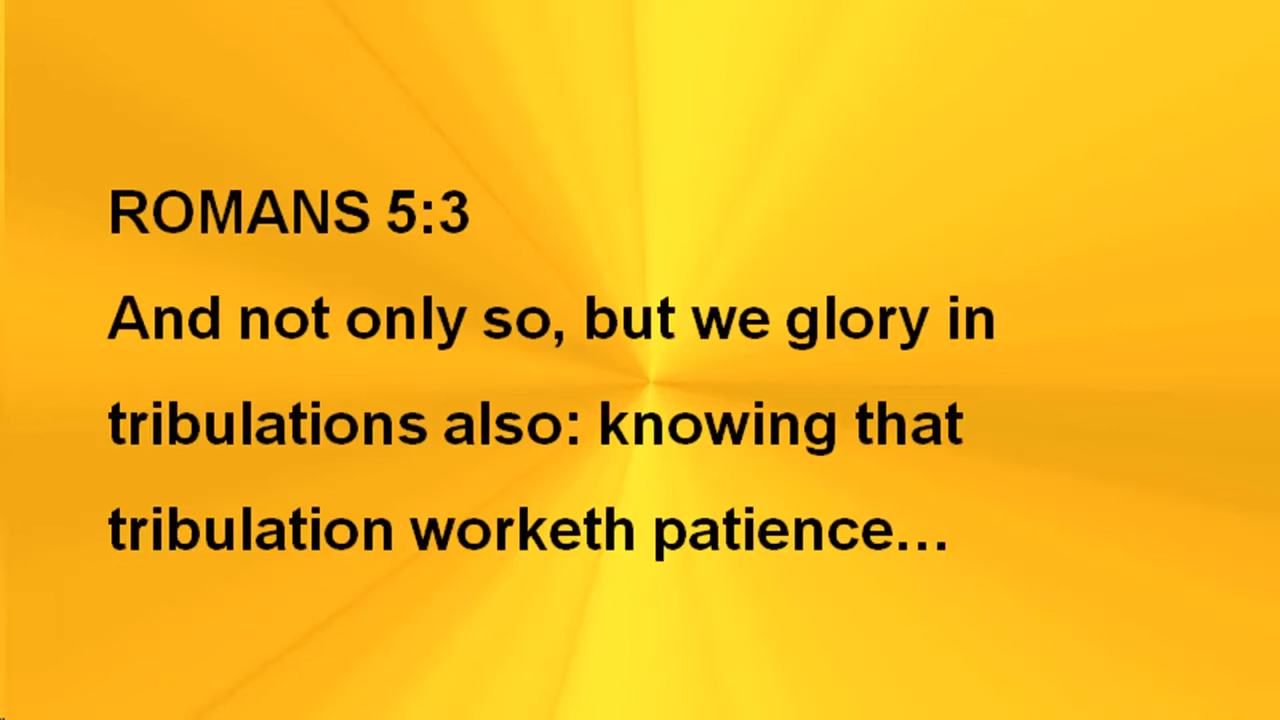 ROMANS 5:3
And not only so, but we glory in
tribulations also: knowing that
tribulation worketh patience…